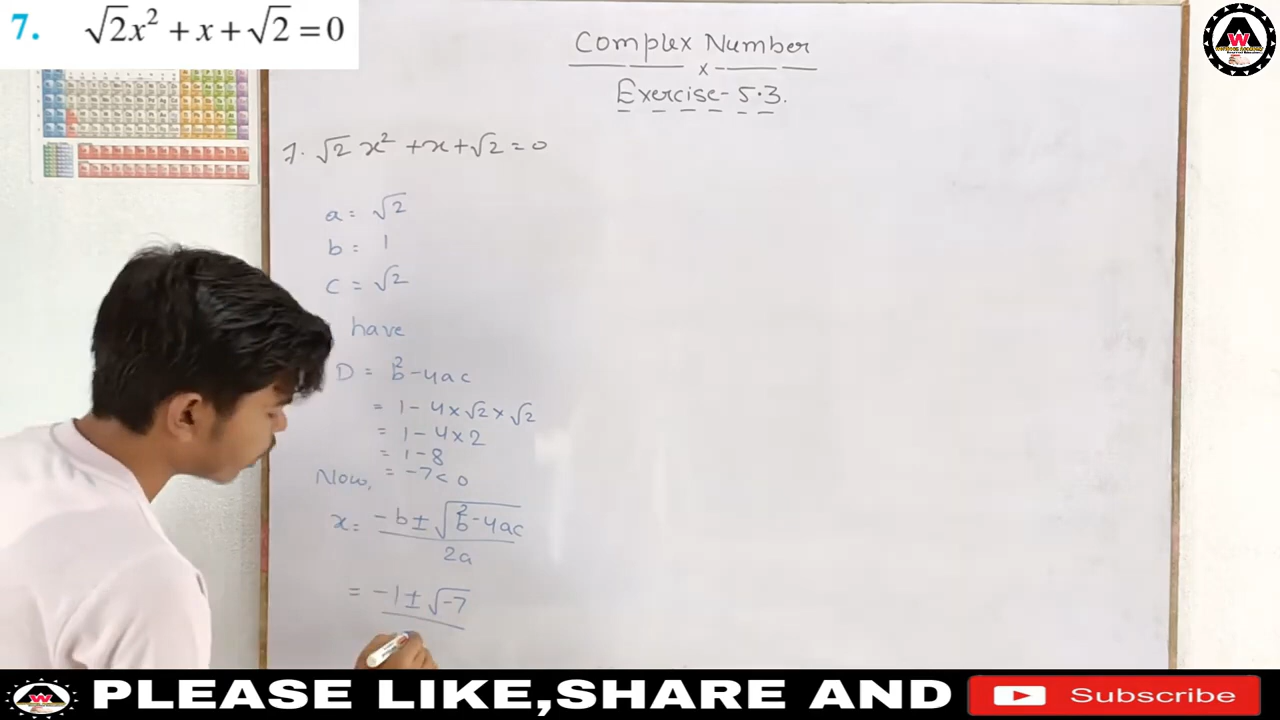 7. √2x² + x + √2 = 0
Complex Number
x
Exercise - 5.3.
7. √2 x² + x + √2 = 0
a = √2
b = 1
c = √2
have
D = b² - 4ac
= 1 - 4 × √2 × √2
= 1 - 4 × 2
= 1 - 8
= -7 < 0
Now,
x = -b ± √b² - 4ac
2a
= -1 ± √-7
PLEASE LIKE,SHARE AND Subscribe